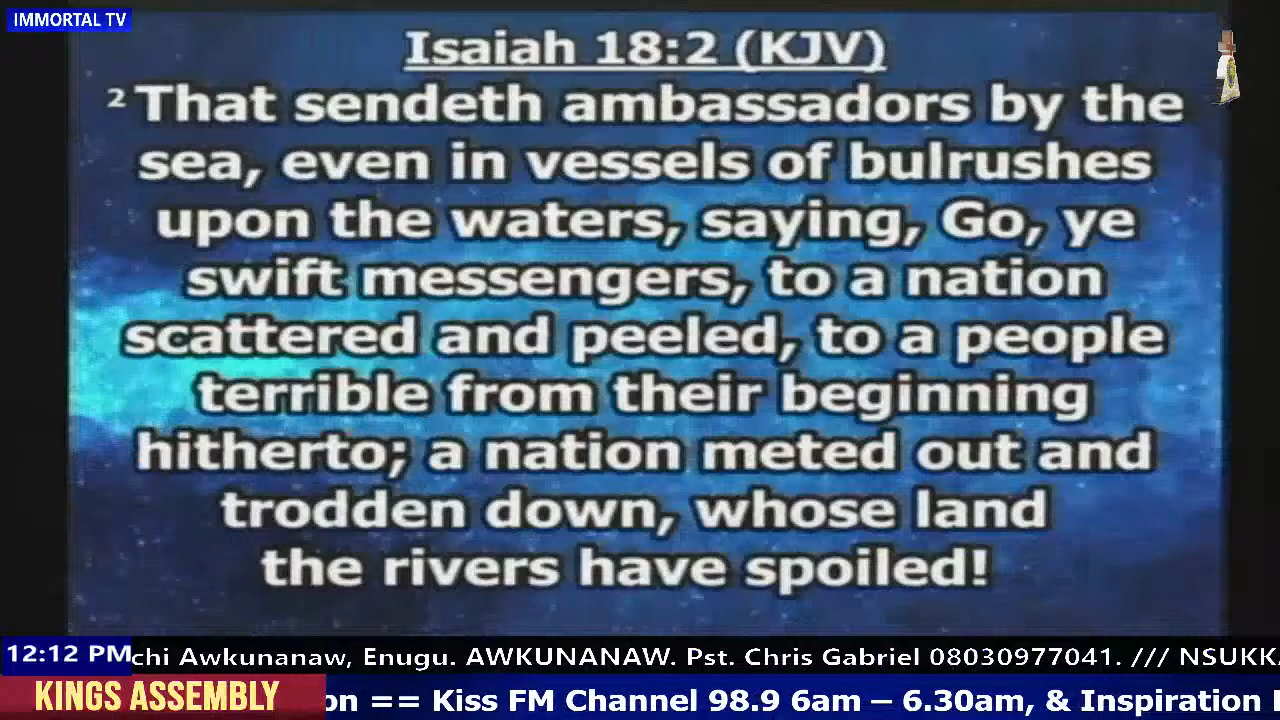 IMMORTAL TV
Isaiah 18:2 (KJV)
2 That sendeth ambassadors by the
sea, even in vessels of bulrushes
upon the waters, saying, Go, ye
swift messengers, to a nation
scattered and peeled, to a people
terrible from their beginning
hitherto; a nation meted out and
trodden down, whose land
the rivers have spoiled!
12:12 PM
chi Awkunanaw, Enugu. AWKUNANAW. Pst. Chris Gabriel 08030977041. /// NSUKK
KINGS ASSEMBLY
on == Kiss FM Channel 98.9 6am – 6.30am, & Inspiration